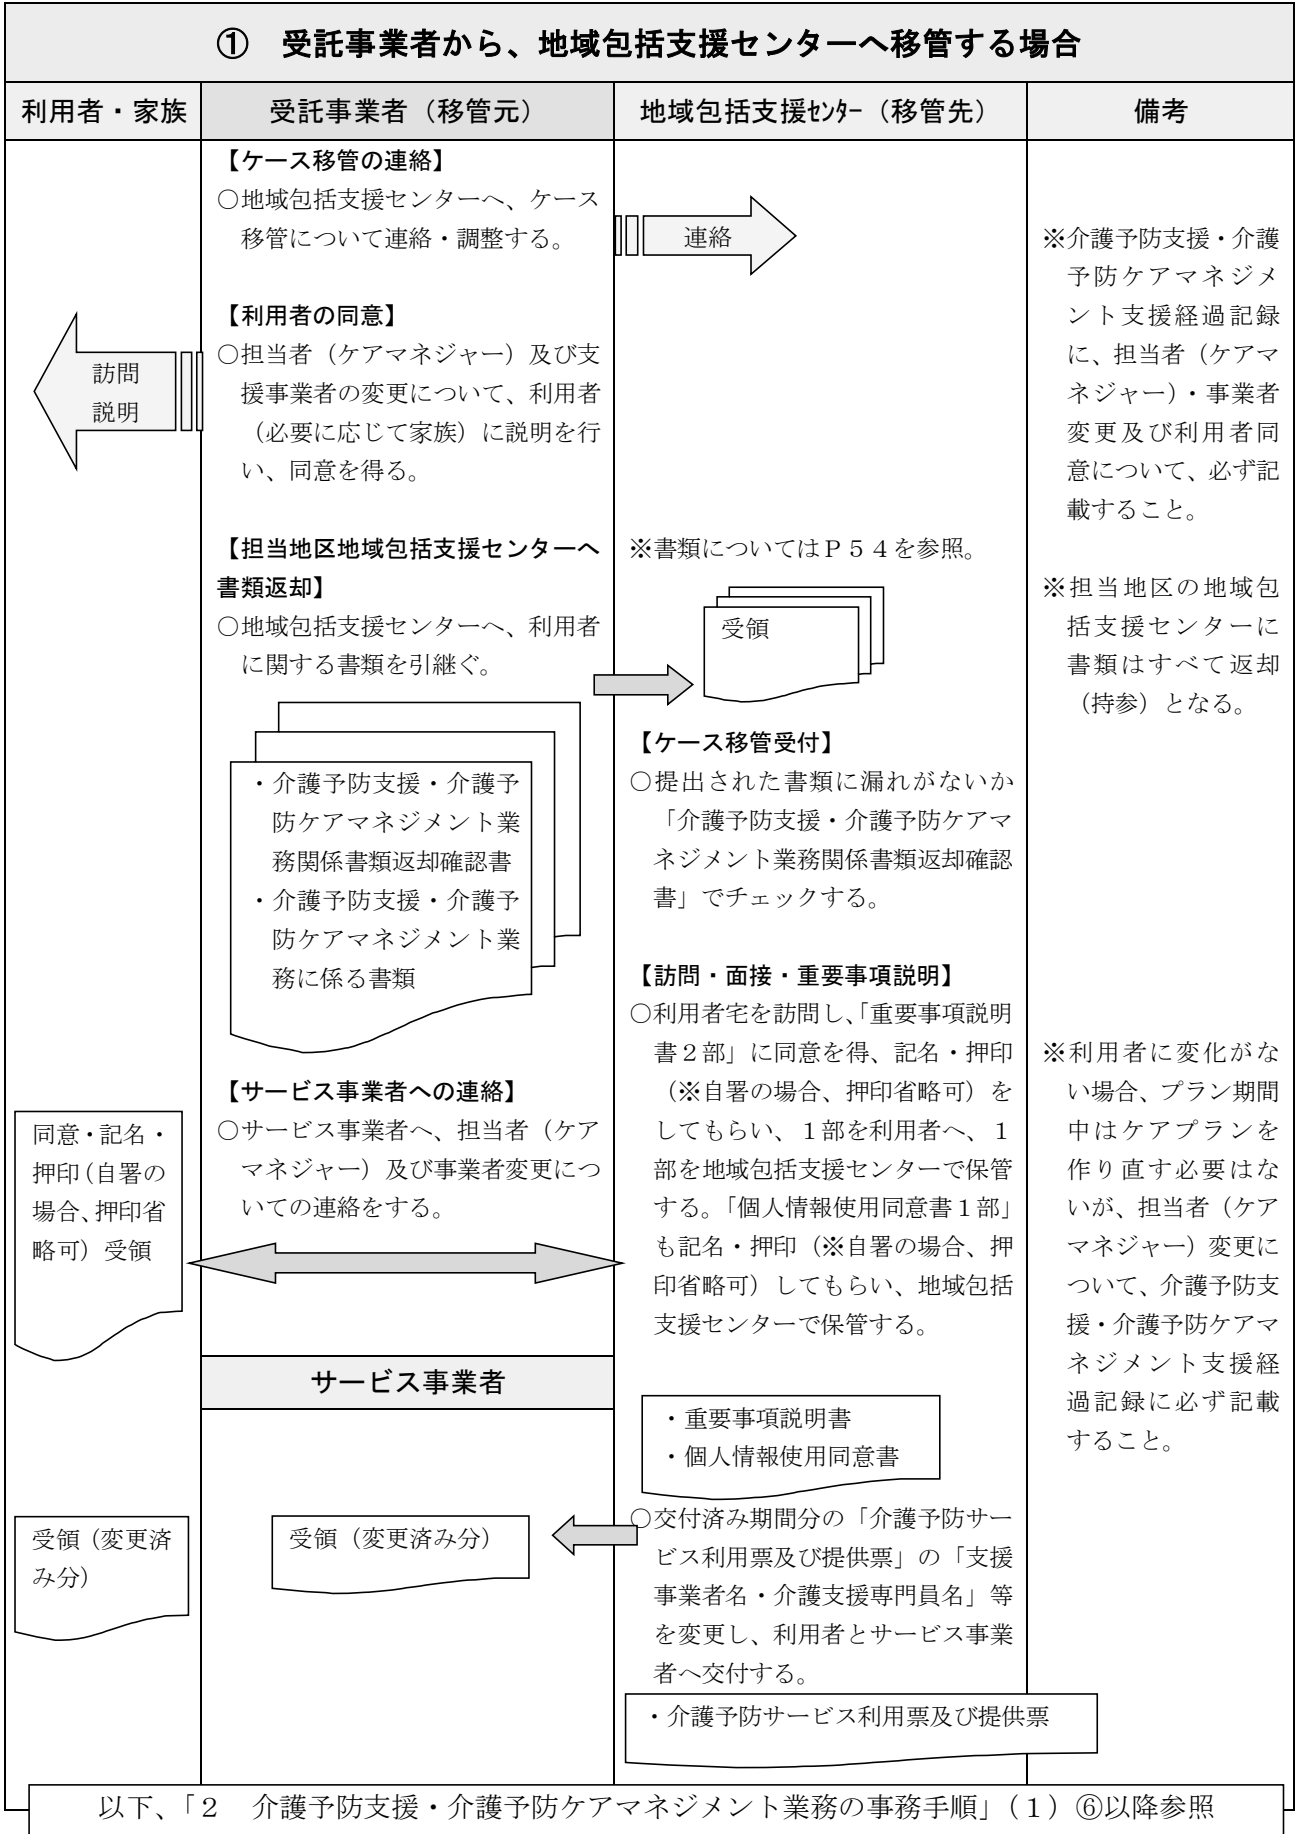 ① 受託事業者から、地域包括支援センターへ移管する場合
利用者・家族
受託事業者（移管元）
地域包括支援ｾﾝﾀｰ（移管先）
備考
訪問
説明
同意・記名・
押印（自署の
場合、押印省
略可）受領
受領（変更済
み分）
【ケース移管の連絡】
○地域包括支援センターへ、ケース
移管について連絡・調整する。
【利用者の同意】
○担当者（ケアマネジャー）及び支
援事業者の変更について、利用者
（必要に応じて家族）に説明を行
い、同意を得る。
【担当地区地域包括支援センターへ
書類返却】
○地域包括支援センターへ、利用者
に関する書類を引継ぐ。
・介護予防支援・介護予
防ケアマネジメント業
務関係書類返却確認書
・介護予防支援・介護予
防ケアマネジメント業
務に係る書類
【サービス事業者への連絡】
○サービス事業者へ、担当者（ケア
マネジャー）及び事業者変更につ
いての連絡をする。
サービス事業者
受領（変更済み分）
連絡
※書類についてはＰ５４を参照。
受領
【ケース移管受付】
○提出された書類に漏れがないか
「介護予防支援・介護予防ケアマ
ネジメント業務関係書類返却確認
書」でチェックする。
【訪問・面接・重要事項説明】
○利用者宅を訪問し、「重要事項説明
書２部」に同意を得、記名・押印
（※自署の場合、押印省略可）を
してもらい、１部を利用者へ、１
部を地域包括支援センターで保管
する。「個人情報使用同意書１部」
も記名・押印（※自署の場合、押
印省略可）してもらい、地域包括
支援センターで保管する。
・重要事項説明書
・個人情報使用同意書
○交付済み期間分の「介護予防サー
ビス利用票及び提供票」の「支援
事業者名・介護支援専門員名」等
を変更し、利用者とサービス事業
者へ交付する。
・介護予防サービス利用票及び提供票
※介護予防支援・介護
予防ケアマネジメ
ント支援経過記録
に、担当者（ケアマ
ネジャー）・事業者
変更及び利用者同
意について、必ず記
載すること。
※担当地区の地域包
括支援センターに
書類はすべて返却
（持参）となる。
※利用者に変化がな
い場合、プラン期間
中はケアプランを
作り直す必要はな
いが、担当者（ケア
マネジャー）変更に
ついて、介護予防支
援・介護予防ケアマ
ネジメント支援経
過記録に必ず記載
すること。
以下、「２　介護予防支援・介護予防ケアマネジメント業務の事務手順」（１）⑥以降参照